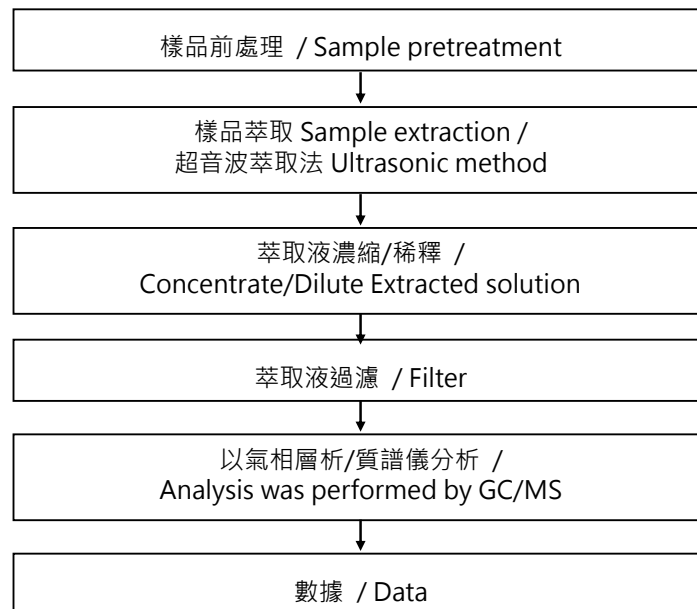 樣品前處理 / Sample pretreatment
樣品萃取 Sample extraction /
超音波萃取法 Ultrasonic method
萃取液濃縮/稀釋 /
Concentrate/Dilute Extracted solution
萃取液過濾 / Filter
以氣相層析/質譜儀分析 /
Analysis was performed by GC/MS
數據 / Data